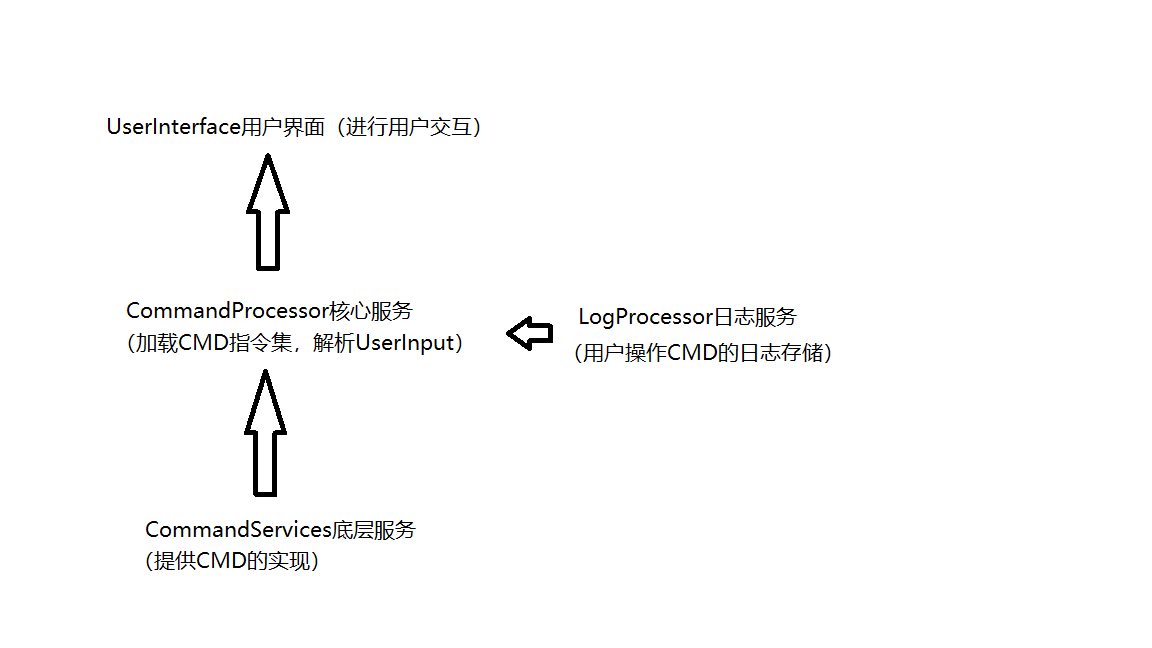 UserInterface用户界面（进行用户交互）
CommandProcessor核心服务
（加载CMD指令集，解析UserInput）
LogProcessor日志服务
（用户操作CMD的日志存储）
CommandServices底层服务
（提供CMD的实现）